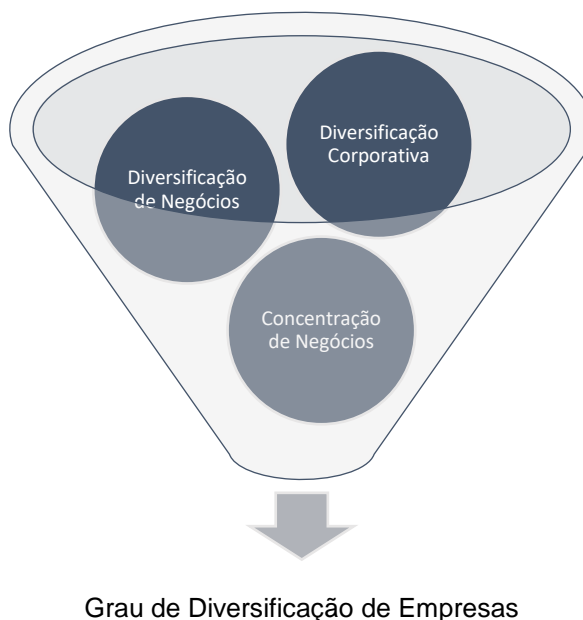 Diversificação
Corporativa
Diversificação
de Negócios
Concentração
de Negócios
Grau de Diversificação de Empresas